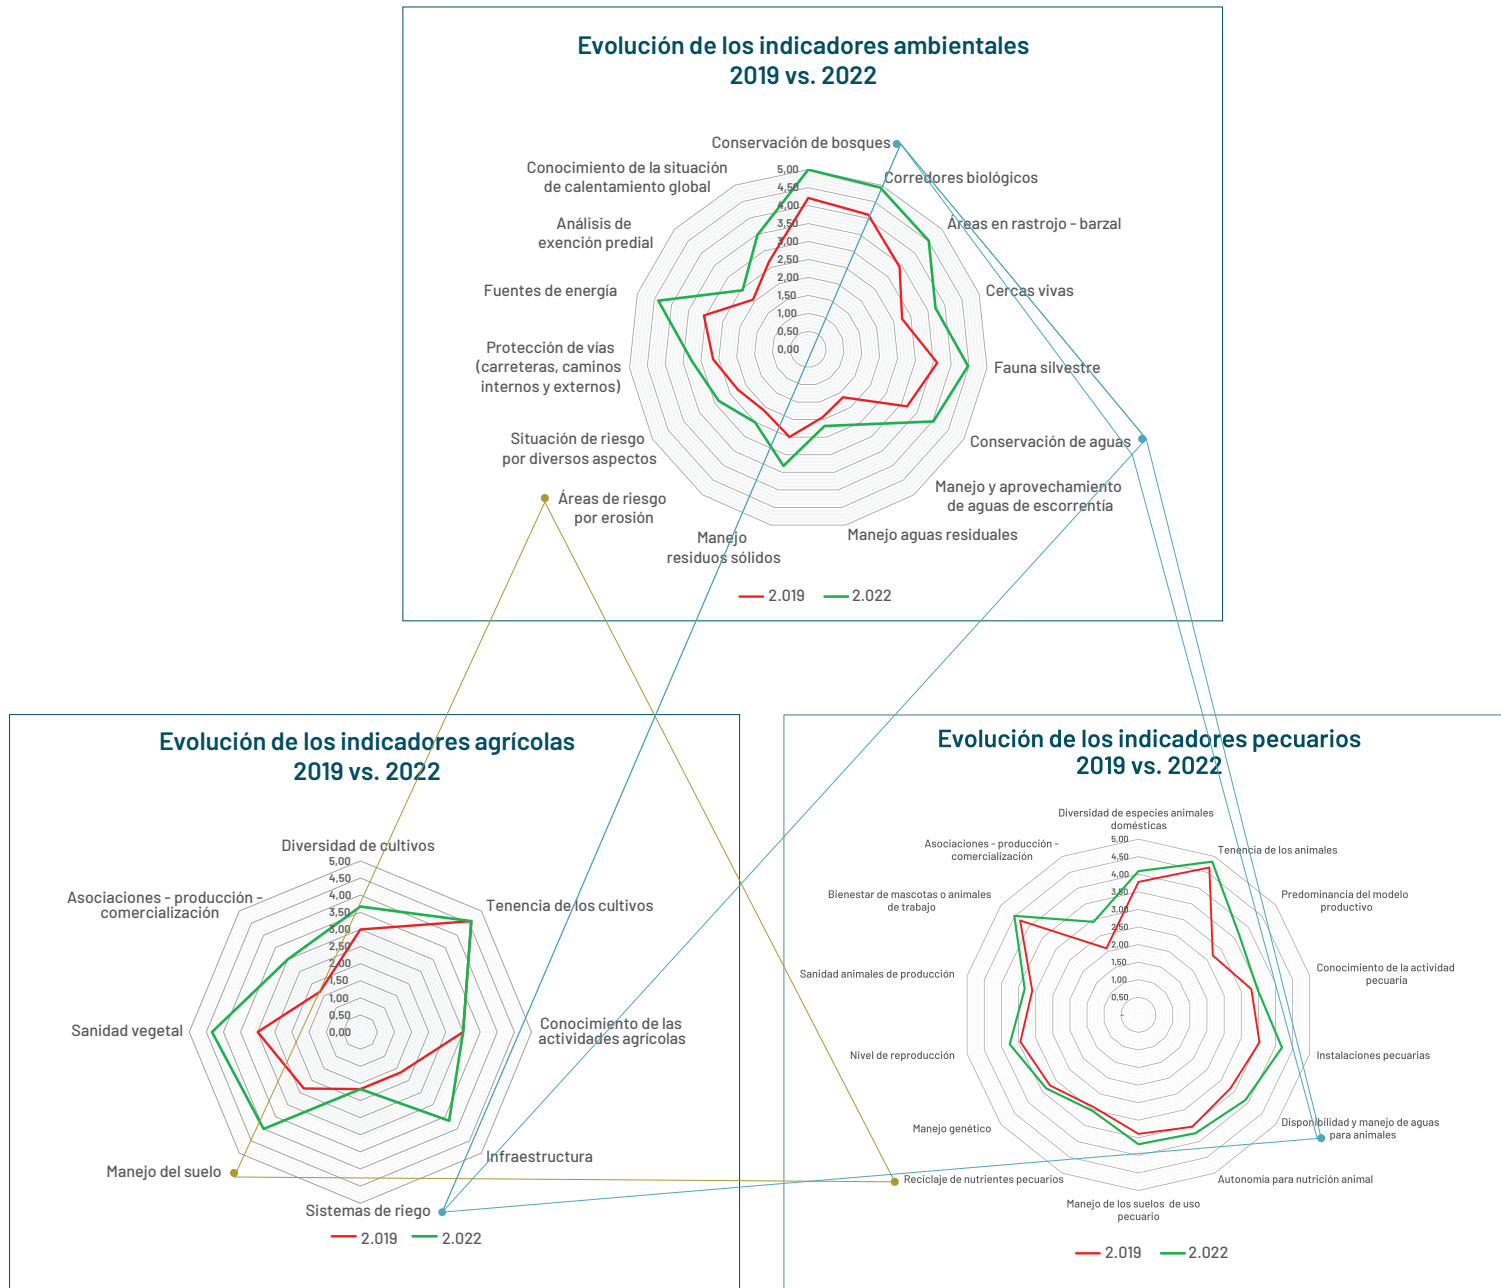 Evolución de los indicadores ambientales
2019 vs. 2022
Conservación de bosques
Corredores biológicos
Áreas en rastrojo - barzal
Cercas vivas
Fauna silvestre
Conservación de aguas
Manejo y aprovechamiento
de aguas de escorrentía
Manejo aguas residuales
Manejo
residuos sólidos
Áreas de riesgo
por erosión
Situación de riesgo
por diversos aspectos
Protección de vías
(carreteras, caminos
internos y externos)
Fuentes de energía
Análisis de
exención predial
Conocimiento de la situación
de calentamiento global
5,00
4,50
4,00
3,50
3,00
2,50
2,00
1,50
1,00
0,50
0,00
2.019
2.022
Evolución de los indicadores agrícolas
2019 vs. 2022
Diversidad de cultivos
Tenencia de los cultivos
Conocimiento de las
actividades agrícolas
Infraestructura
Sistemas de riego
Manejo del suelo
Sanidad vegetal
Asociaciones - producción -
comercialización
5,00
4,50
4,00
3,50
3,00
2,50
2,00
1,50
1,00
0,50
0,00
2.019
2.022
Evolución de los indicadores pecuarios
2019 vs. 2022
Diversidad de especies animales
domésticas
Tenencia de los animales
Predominancia del modelo
productivo
Conocimiento de la actividad
pecuaria
Instalaciones pecuarias
Disponibilidad y manejo de aguas
para animales
Autonomía para nutrición animal
Manejo de los suelos de uso
pecuario
Reciclaje de nutrientes pecuarios
Manejo genético
Nivel de reproducción
Sanidad animales de producción
Bienestar de mascotas o animales
de trabajo
Asociaciones - producción -
comercialización
5,00
4,50
4,00
3,50
3,00
2,50
2,00
1,50
1,00
0,50
-
2.019
2.022